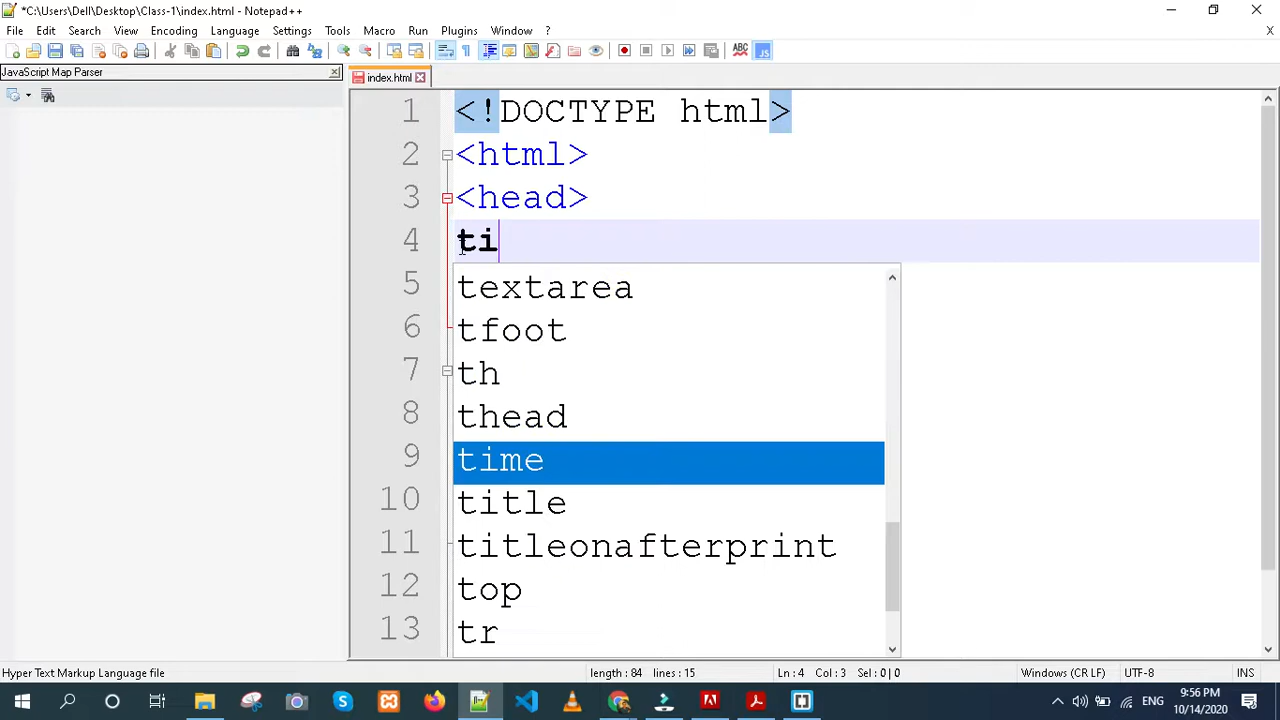 *C:\Users\Dell\Desktop\Class-1\index.html - Notepad++
File Edit Search View Encoding Language Settings Tools Macro Run Plugins Window ? X
JavaScript Map Parser
index.html
1 <!DOCTYPE html>
2 <html>
3 <head>
4 ti
5 textarea
6 tfoot
7 th
8 thead
9 time
10 title
11 titleonafterprint
12 top
13 tr
Hyper Text Markup Language file length : 84 lines : 15 Ln : 4 Col : 3 Sel : 0 | 0 Windows (CR LF) UTF-8 INS
ENG 9:56 PM
10/14/2020